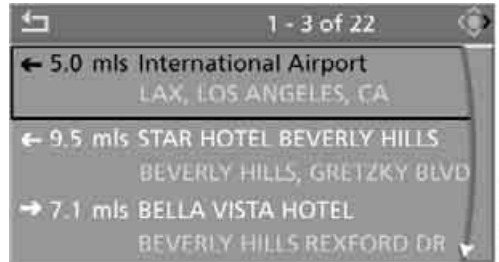 1 - 3 of 22
5.0 mls International Airport
LAX, LOS ANGELES, CA
9.5 mls STAR HOTEL BEVERLY HILLS
BEVERLY HILLS, GRETZKY BLVD
7.1 mls BELLA VISTA HOTEL
BEVERLY HILLS REXFORD DR